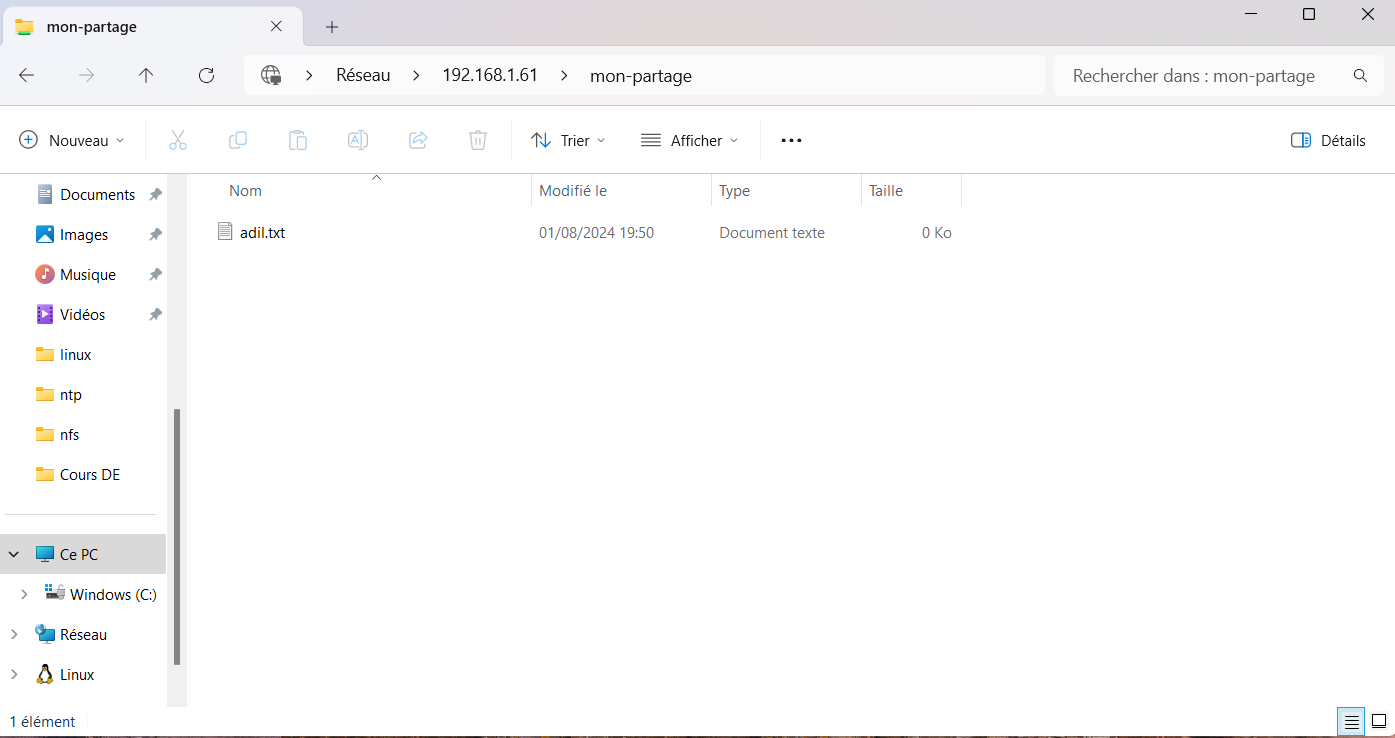 mon-partage
Réseau > 192.168.1.61 > mon-partage
Rechercher dans : mon-partage
Nouveau
Trier
Afficher
Détails
Documents
Images
Musique
Vidéos
linux
ntp
nfs
Cours DE
Ce PC
Windows (C:)
Réseau
Linux
Nom Modifié le Type Taille
adil.txt 01/08/2024 19:50 Document texte 0 Ko
1 élément